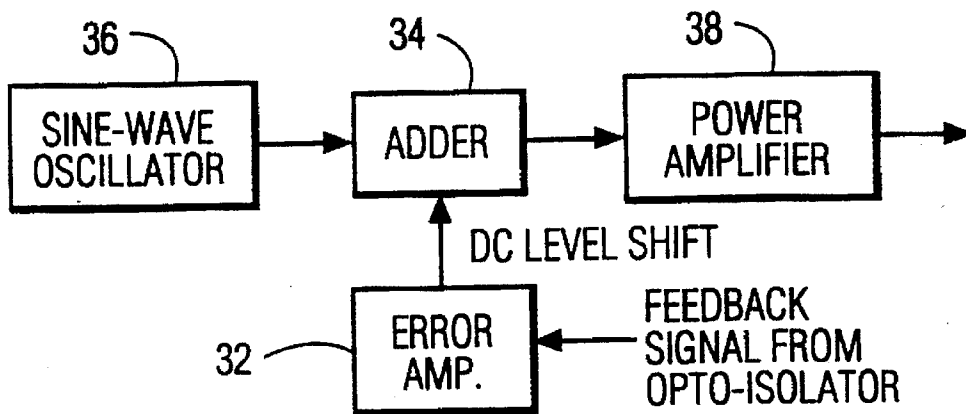 36
SINE-WAVE
OSCILLATOR
34
ADDER
38
POWER
AMPLIFIER
DC LEVEL SHIFT
32
ERROR
AMP.
FEEDBACK
SIGNAL FROM
OPTO-ISOLATOR